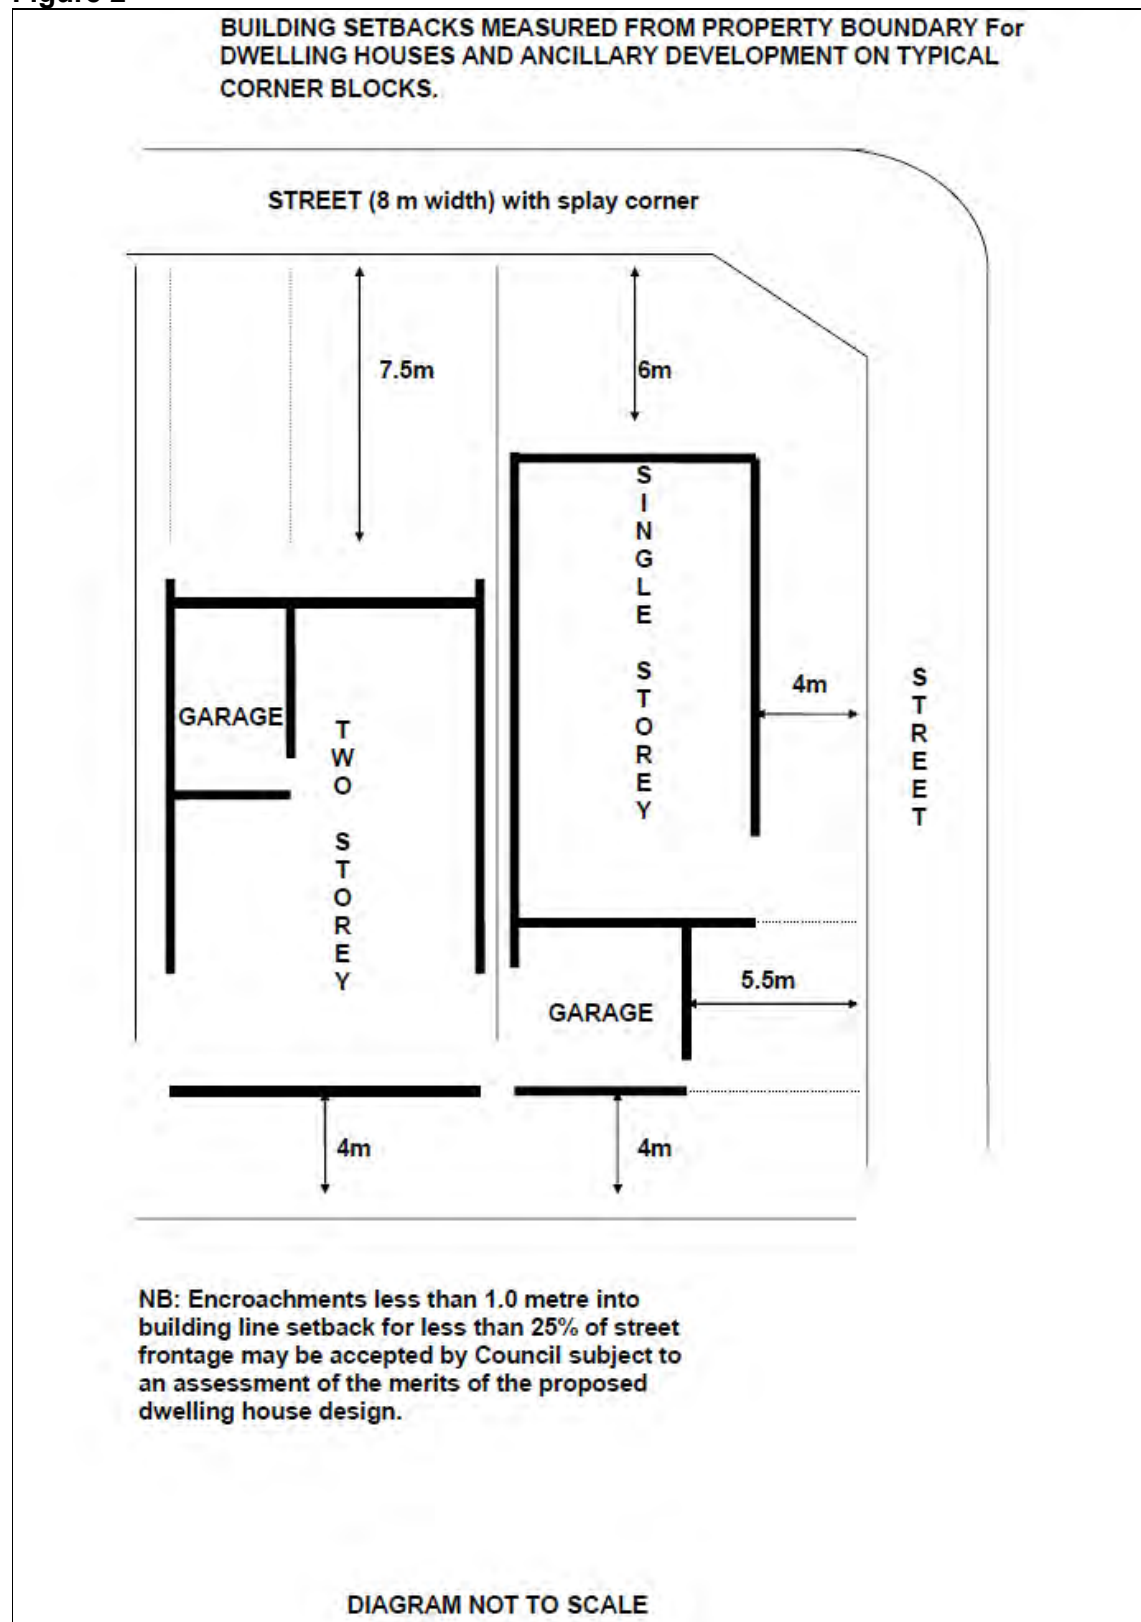 Figure 2
BUILDING SETBACKS MEASURED FROM PROPERTY BOUNDARY For
DWELLING HOUSES AND ANCILLARY DEVELOPMENT ON TYPICAL
CORNER BLOCKS.
STREET (8 m width) with splay corner
7.5m
6m
SINGLE STOREY
4m
STREET
GARAGE
TWO STOREY
5.5m
GARAGE
4m
4m
NB: Encroachments less than 1.0 metre into
building line setback for less than 25% of street
frontage may be accepted by Council subject to
an assessment of the merits of the proposed
dwelling house design.
DIAGRAM NOT TO SCALE